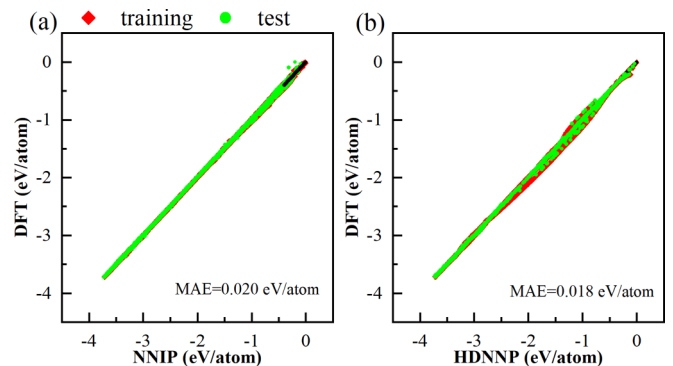 (a) training test (b)
0
-1
-2
-3
-4
DFT (eV/atom)
MAE=0.020 eV/atom
-4 -3 -2 -1 0
NNIP (eV/atom)
0
-1
-2
-3
-4
DFT (eV/atom)
MAE=0.018 eV/atom
-4 -3 -2 -1 0
HDNNP (eV/atom)